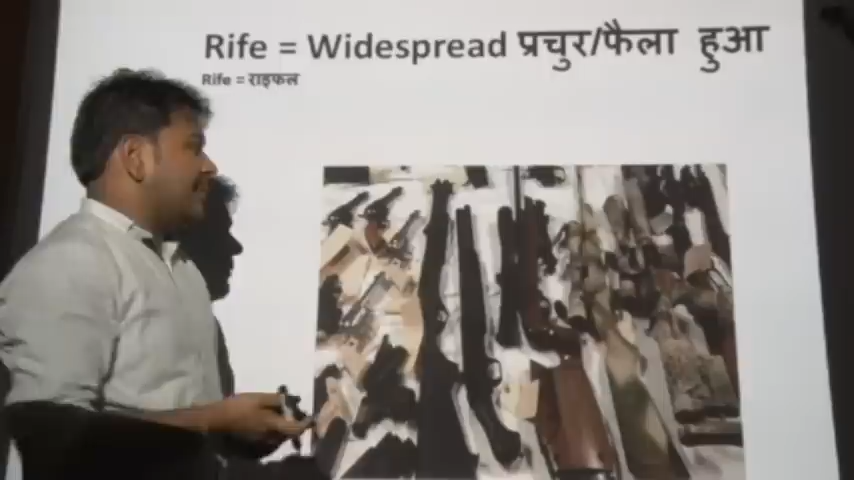 Rife = Widespread प्रचुर/फैला हुआ
Rife = राइफल